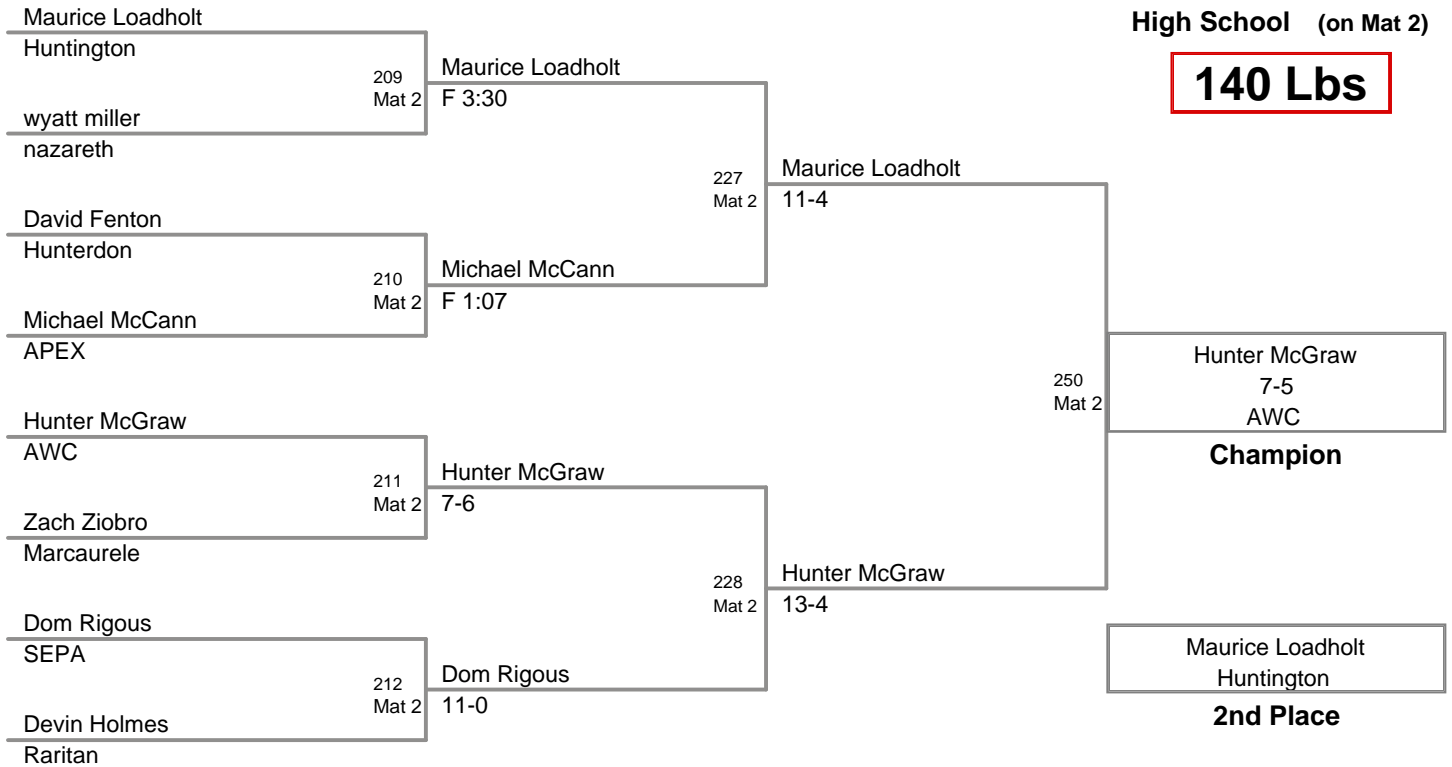 High School (on Mat 2)
140 Lbs
Maurice Loadholt
Huntington
wyatt miller
nazareth
David Fenton
Hunterdon
Michael McCann
APEX
Hunter McGraw
AWC
Zach Ziobro
Marcaurele
Dom Rigous
SEPA
Devin Holmes
Raritan
209
Mat 2
Maurice Loadholt
F 3:30
210
Mat 2
Michael McCann
F 1:07
211
Mat 2
Hunter McGraw
7-6
212
Mat 2
Dom Rigous
11-0
227
Mat 2
Maurice Loadholt
11-4
228
Mat 2
Hunter McGraw
13-4
250
Mat 2
Hunter McGraw
7-5
AWC
Champion
Maurice Loadholt
Huntington
2nd Place